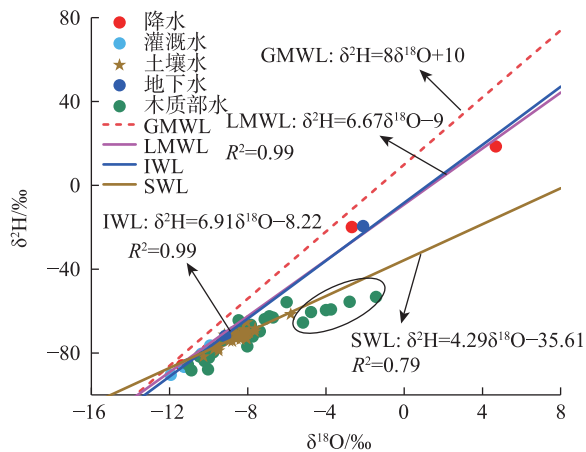 80
40
0
−40
−80
δ²H/‰
降水
灌溉水
土壤水
地下水
木质部水
GMWL
LMWL
IWL
SWL
GMWL: δ²H=8δ¹⁸O+10
LMWL: δ²H=6.67δ¹⁸O−9
R²=0.99
IWL: δ²H=6.91δ¹⁸O−8.22
R²=0.99
SWL: δ²H=4.29δ¹⁸O−35.61
R²=0.79
−16 −12 −8 −4 0 4 8
δ¹⁸O/‰